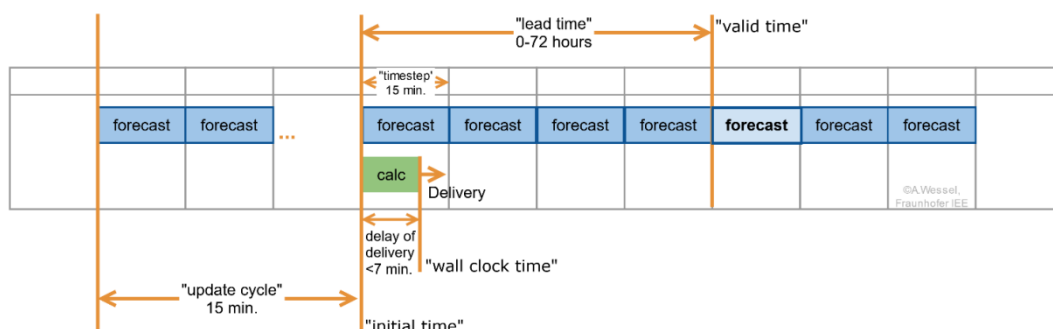 "lead time"
0-72 hours
"valid time"
"timestep'
15 min.
forecast
forecast
...
forecast
forecast
forecast
forecast
forecast
forecast
forecast
calc
Delivery
©A.Wessel,
Fraunhofer IEE
delay of
delivery
<7 min.
"wall clock time"
"update cycle"
15 min.
"initial time"